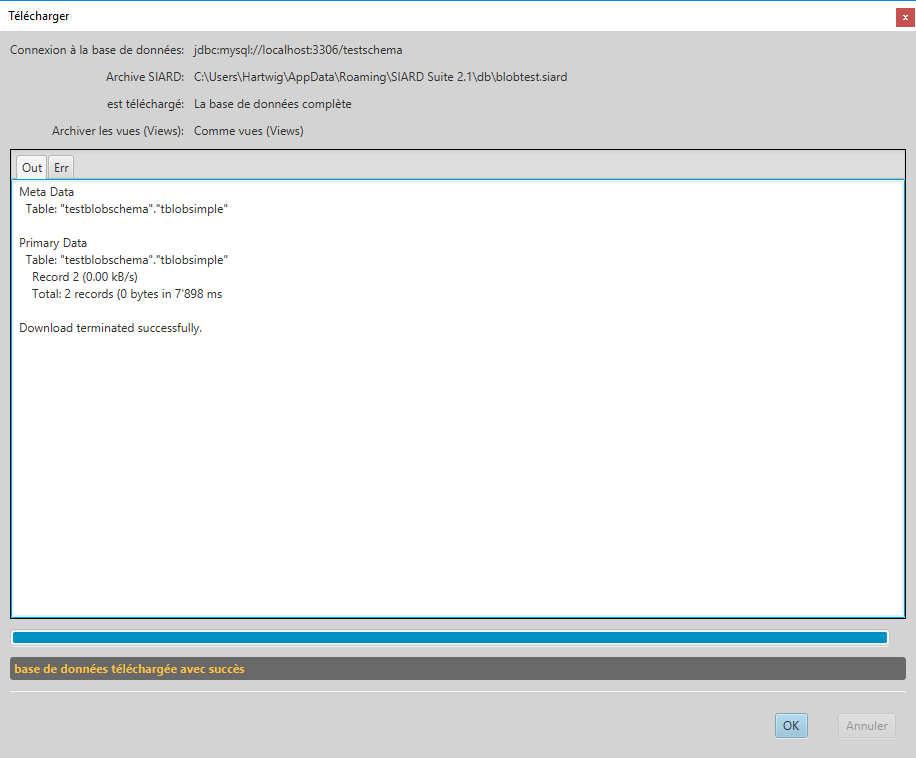 Télécharger
x
Connexion à la base de données: jdbc:mysql://localhost:3306/testschema
Archive SIARD: C:\Users\Hartwig\AppData\Roaming\SIARD Suite 2.1\db\blobtest.siard
est téléchargé: La base de données complète
Archiver les vues (Views): Comme vues (Views)
Out Err
Meta Data
Table: "testblobschema"."tblobsimple"
Primary Data
Table: "testblobschema"."tblobsimple"
Record 2 (0.00 kB/s)
Total: 2 records (0 bytes in 7'898 ms
Download terminated successfully.
base de données téléchargée avec succès
OK Annuler